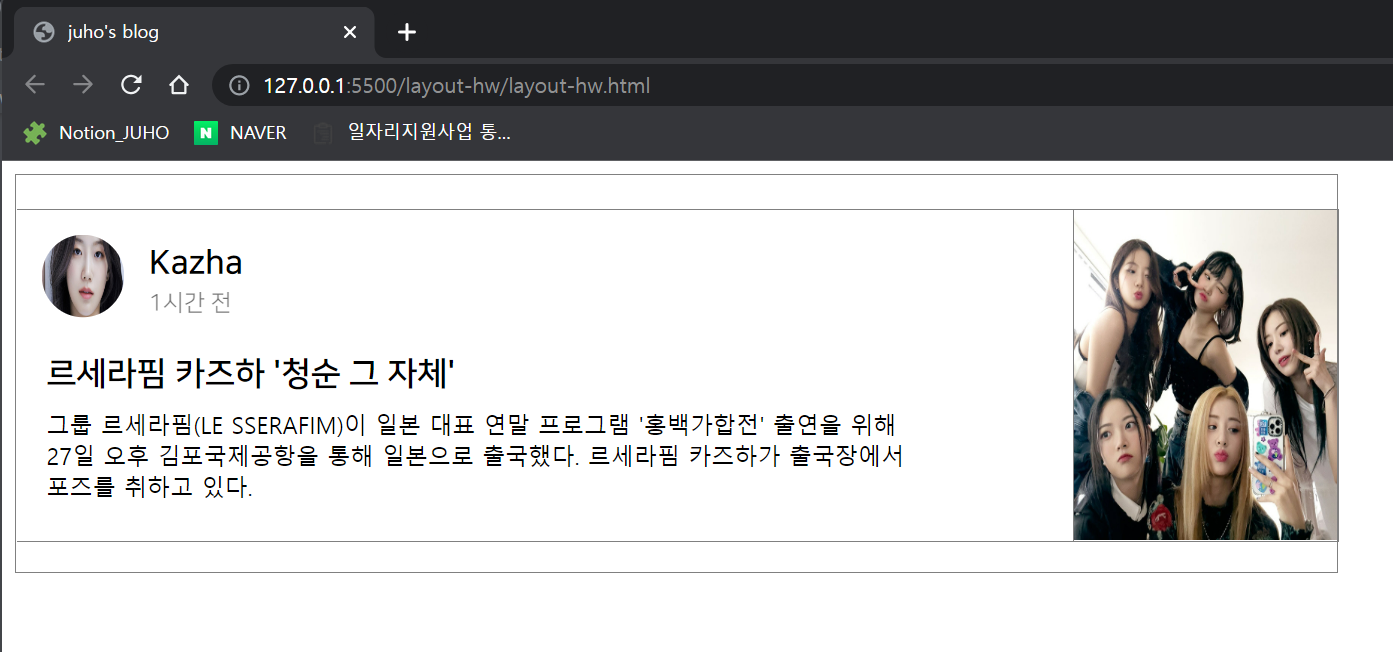 juho's blog
127.0.0.1:5500/layout-hw/layout-hw.html
Notion_JUHO
N
NAVER
일자리지원사업 통...
Kazha
1시간 전
르세라핌 카즈하 '청순 그 자체'
그룹 르세라핌(LE SSERAFIM)이 일본 대표 연말 프로그램 '홍백가합전' 출연을 위해
27일 오후 김포국제공항을 통해 일본으로 출국했다. 르세라핌 카즈하가 출국장에서
포즈를 취하고 있다.